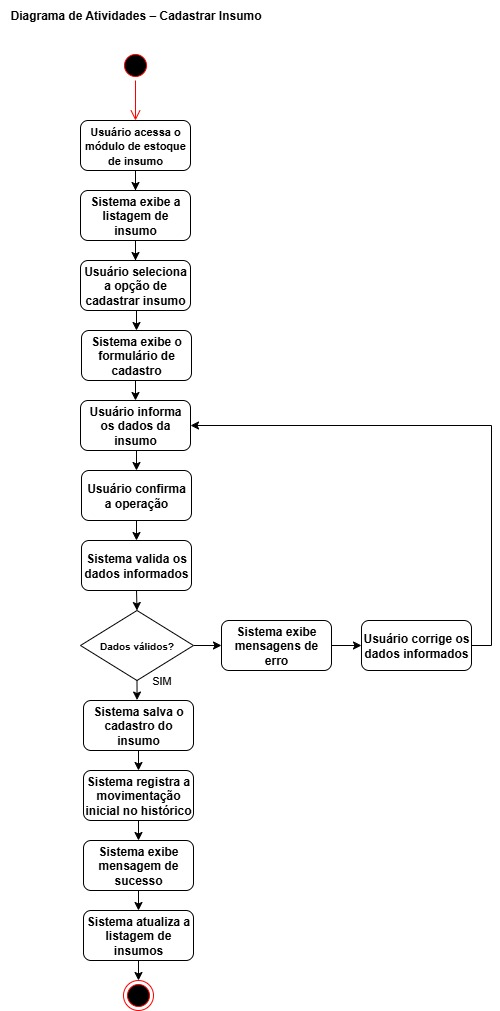 Diagrama de Atividades – Cadastrar Insumo
Usuário acessa o
módulo de estoque
de insumo
Sistema exibe a
listagem de
insumo
Usuário seleciona
a opção de
cadastrar insumo
Sistema exibe o
formulário de
cadastro
Usuário informa
os dados da
insumo
Usuário confirma
a operação
Sistema valida os
dados informados
Dados válidos?
Sistema exibe
mensagens de
erro
Usuário corrige os
dados informados
SIM
Sistema salva o
cadastro do
insumo
Sistema registra a
movimentação
inicial no histórico
Sistema exibe
mensagem de
sucesso
Sistema atualiza a
listagem de
insumos